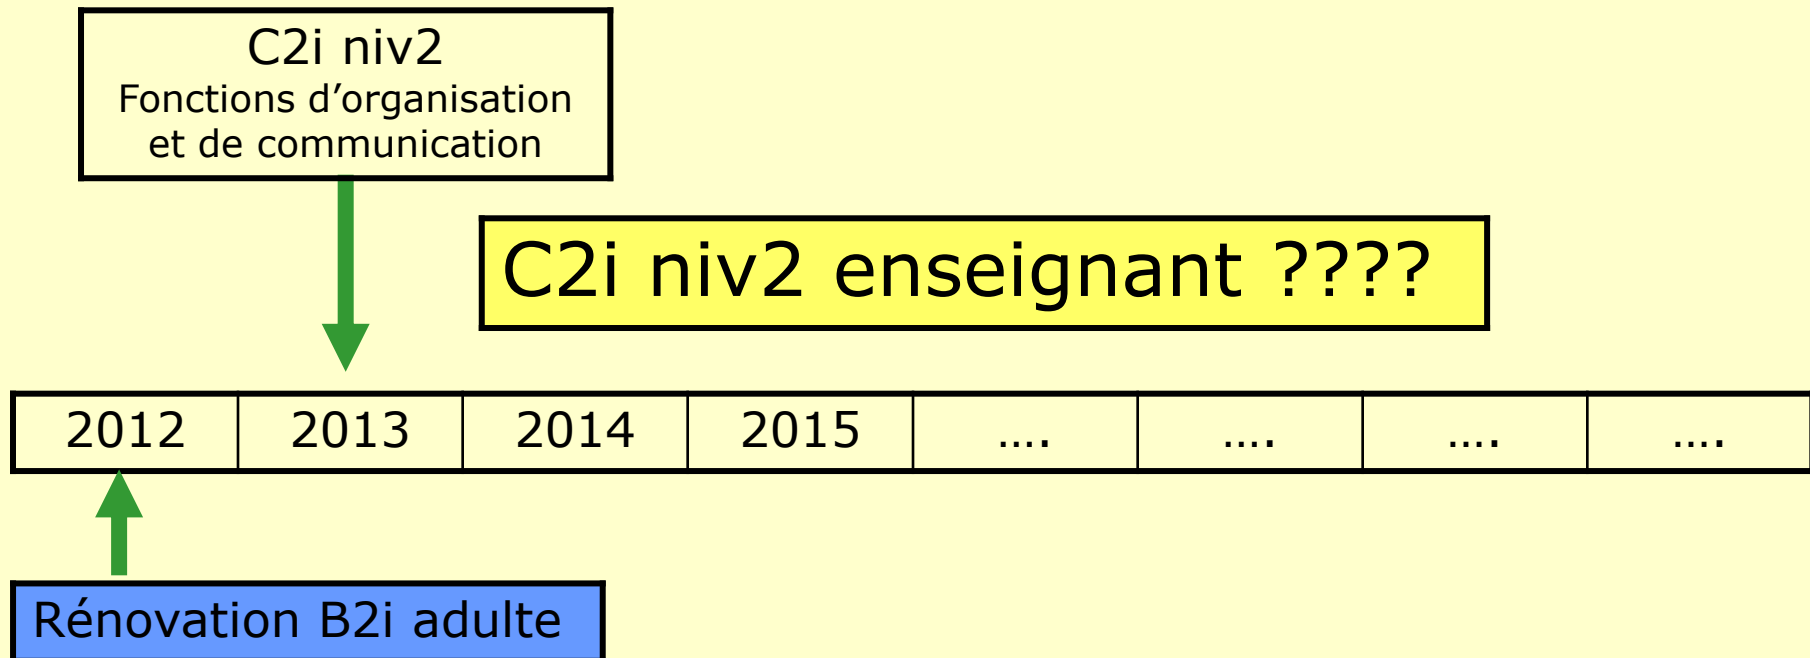 C2i niv2
Fonctions d’organisation
et de communication
C2i niv2 enseignant ????
2012 2013 2014 2015 …. …. …. ….
Rénovation B2i adulte